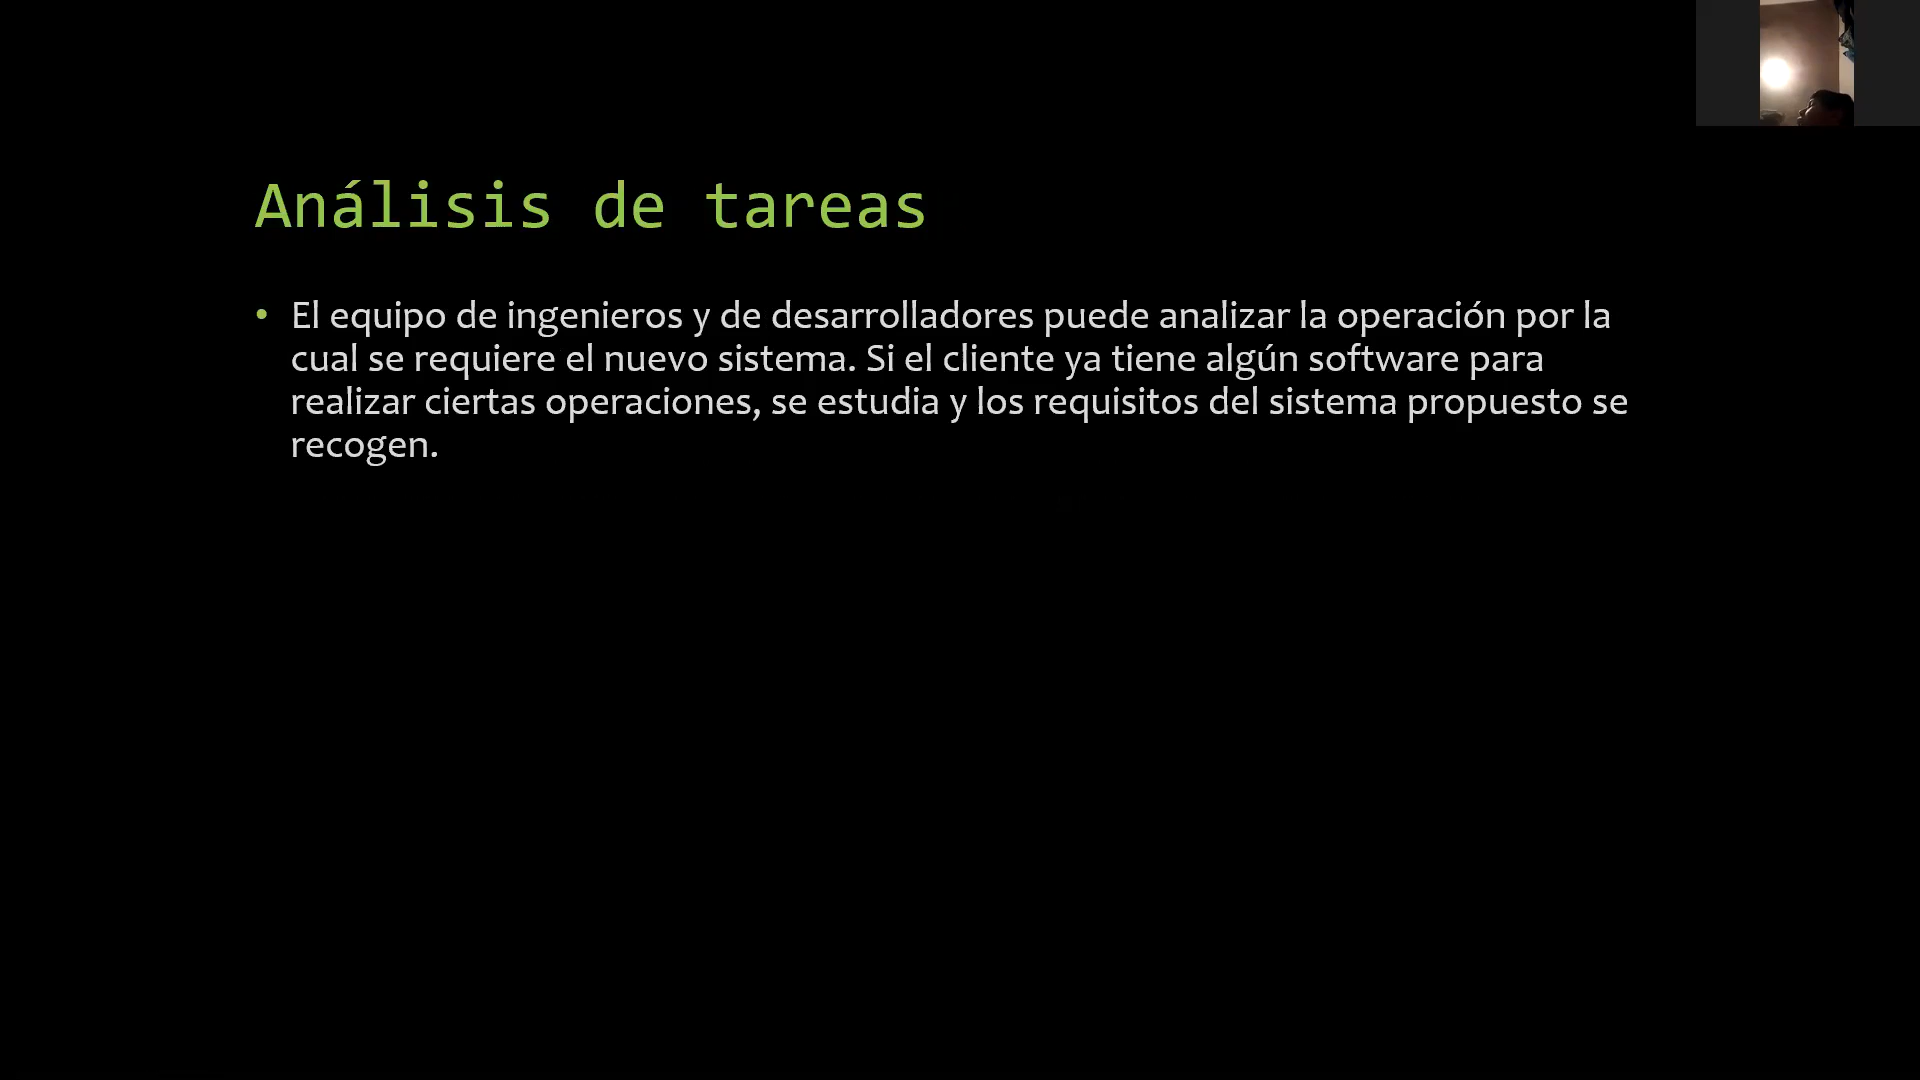 Análisis de tareas
• El equipo de ingenieros y de desarrolladores puede analizar la operación por la
cual se requiere el nuevo sistema. Si el cliente ya tiene algún software para
realizar ciertas operaciones, se estudia y los requisitos del sistema propuesto se
recogen.